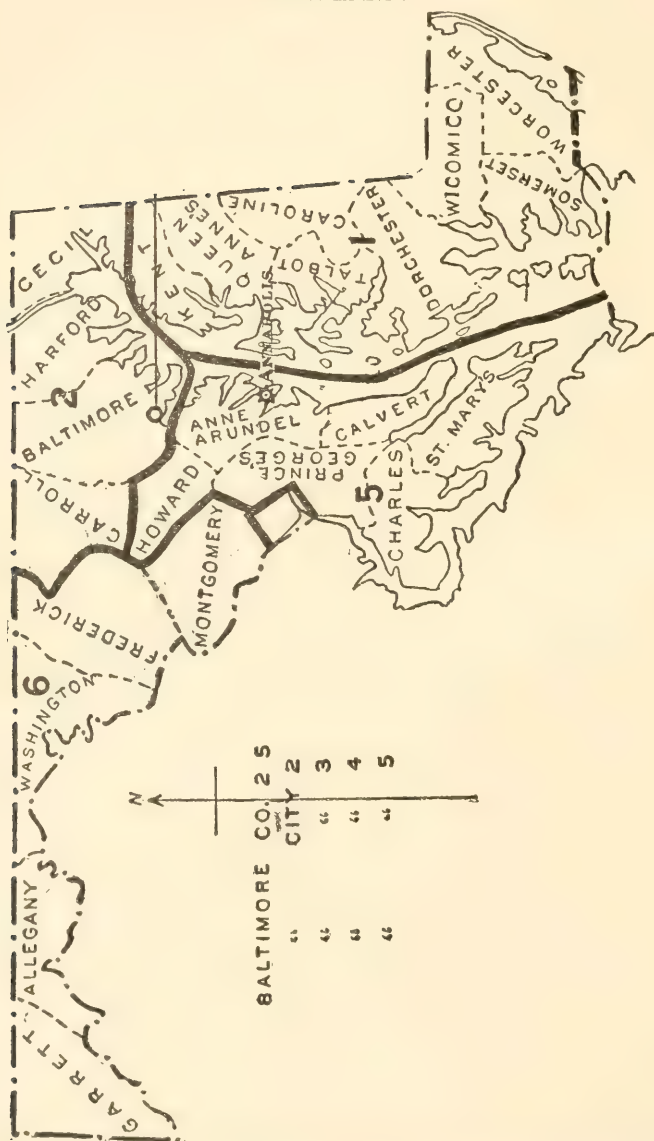 GARRETT
ALLEGANY
WASHINGTON
6
FREDERICK
CARROLL
BALTIMORE
2
HARFORD
CECIL
MONTGOMERY
HOWARD
ANNE
ARUNDEL
ANNAPOLIS
PRINCE
GEORGES
CALVERT
5
CHARLES
ST. MARY'S
KENT
QUEEN
ANNE'S
CAROLINE
TALBOT
1
DORCHESTER
WICOMICO
SOMERSET
WORCESTER
N
BALTIMORE CO. 2 5
" CITY 2
" " 3
" " 4
" " 5